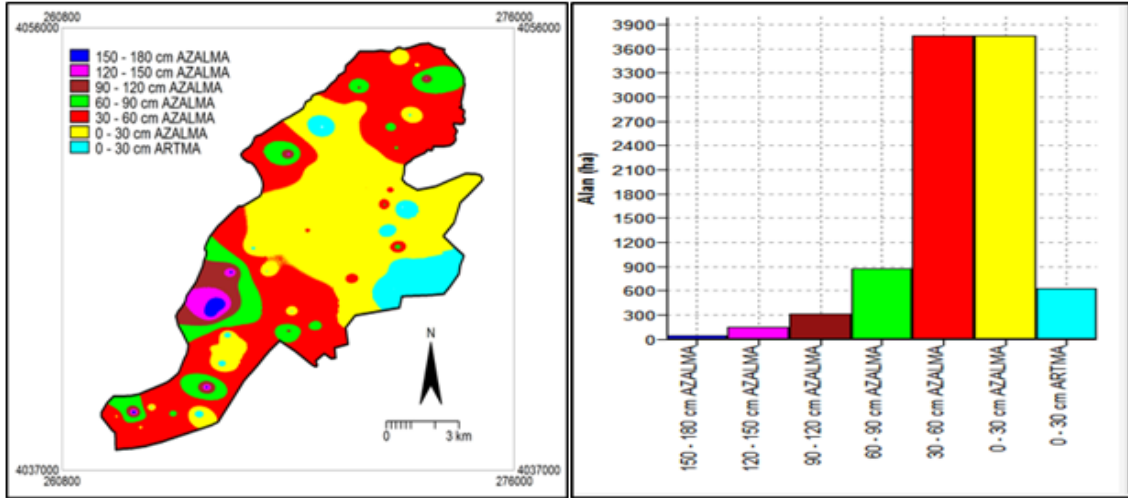 260800
276000
4056000
4056000
150 - 180 cm AZALMA
120 - 150 cm AZALMA
90 - 120 cm AZALMA
60 - 90 cm AZALMA
30 - 60 cm AZALMA
0 - 30 cm AZALMA
0 - 30 cm ARTMA
N
0
3 km
4037000
4037000
260800
276000
Alan (ha)
3900
3600
3300
3000
2700
2400
2100
1800
1500
1200
900
600
300
0
150 - 180 cm AZALMA
120 - 150 cm AZALMA
90 - 120 cm AZALMA
60 - 90 cm AZALMA
30 - 60 cm AZALMA
0 - 30 cm AZALMA
0 - 30 cm ARTMA